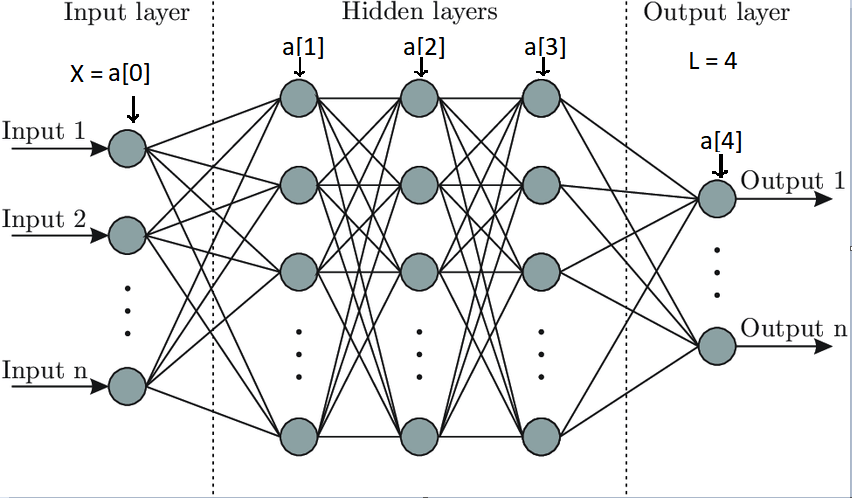 Input layer
Hidden layers
Output layer
X = a[0]
a[1]
a[2]
a[3]
L = 4
a[4]
Input 1
Input 2
Input n
Output 1
Output n